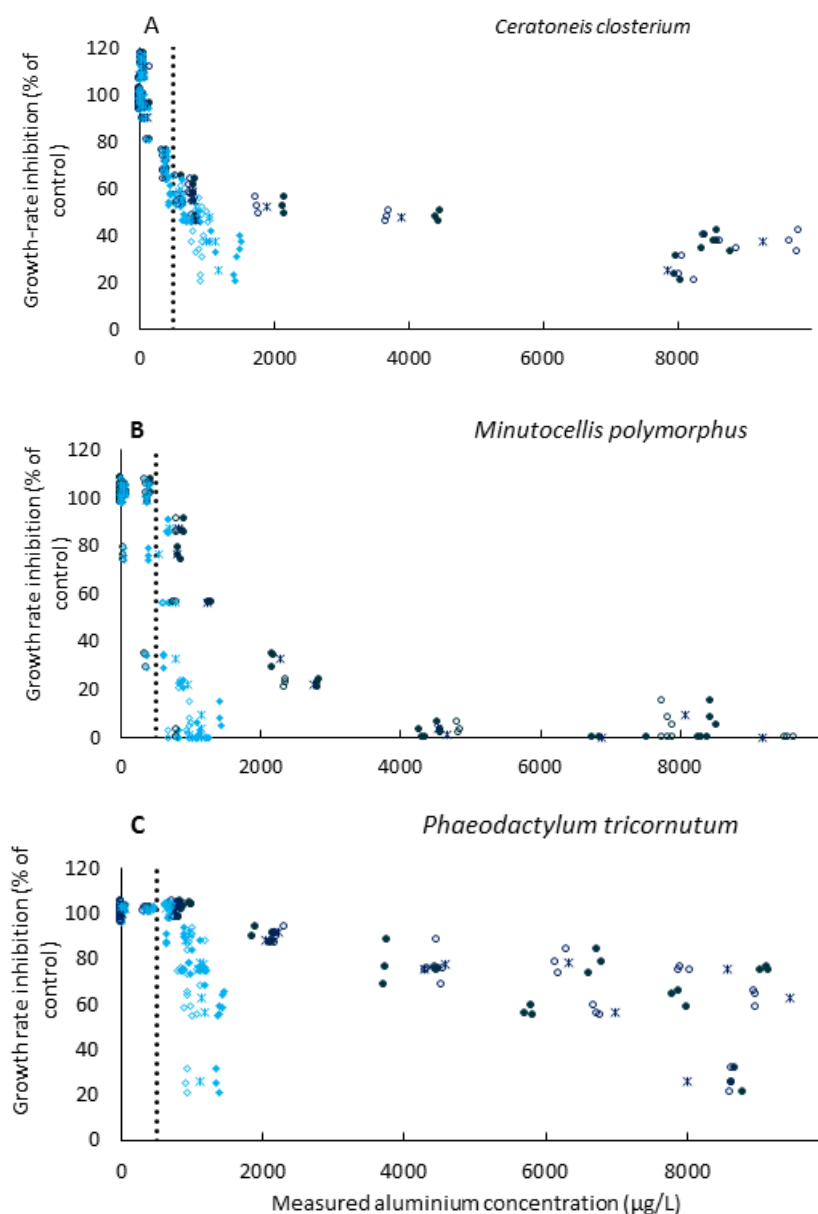 A
Ceratoneis closterium
Growth-rate inhibition (% of
control)
120
100
80
60
40
20
0
0 2000 4000 6000 8000
B
Minutocellis polymorphus
Growth rate inhibition (% of
control)
120
100
80
60
40
20
0
0 2000 4000 6000 8000
C
Phaeodactylum tricornutum
Growth-rate inhibition (% of
control)
120
100
80
60
40
20
0
0 2000 4000 6000 8000
Measured aluminium concentration (µg/L)